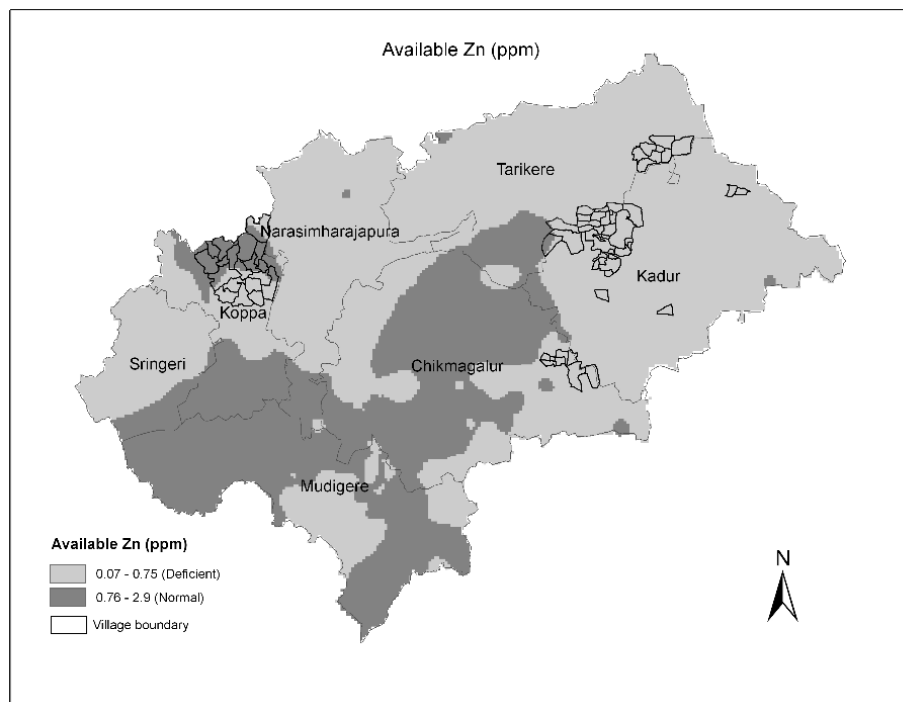 Available Zn (ppm)
Tarikere
Narasimharajapura
Kadur
Koppa
Sringeri
Chikmagalur
Mudigere
Available Zn (ppm)
0.07 - 0.75 (Deficient)
0.76 - 2.9 (Normal)
Village boundary
N